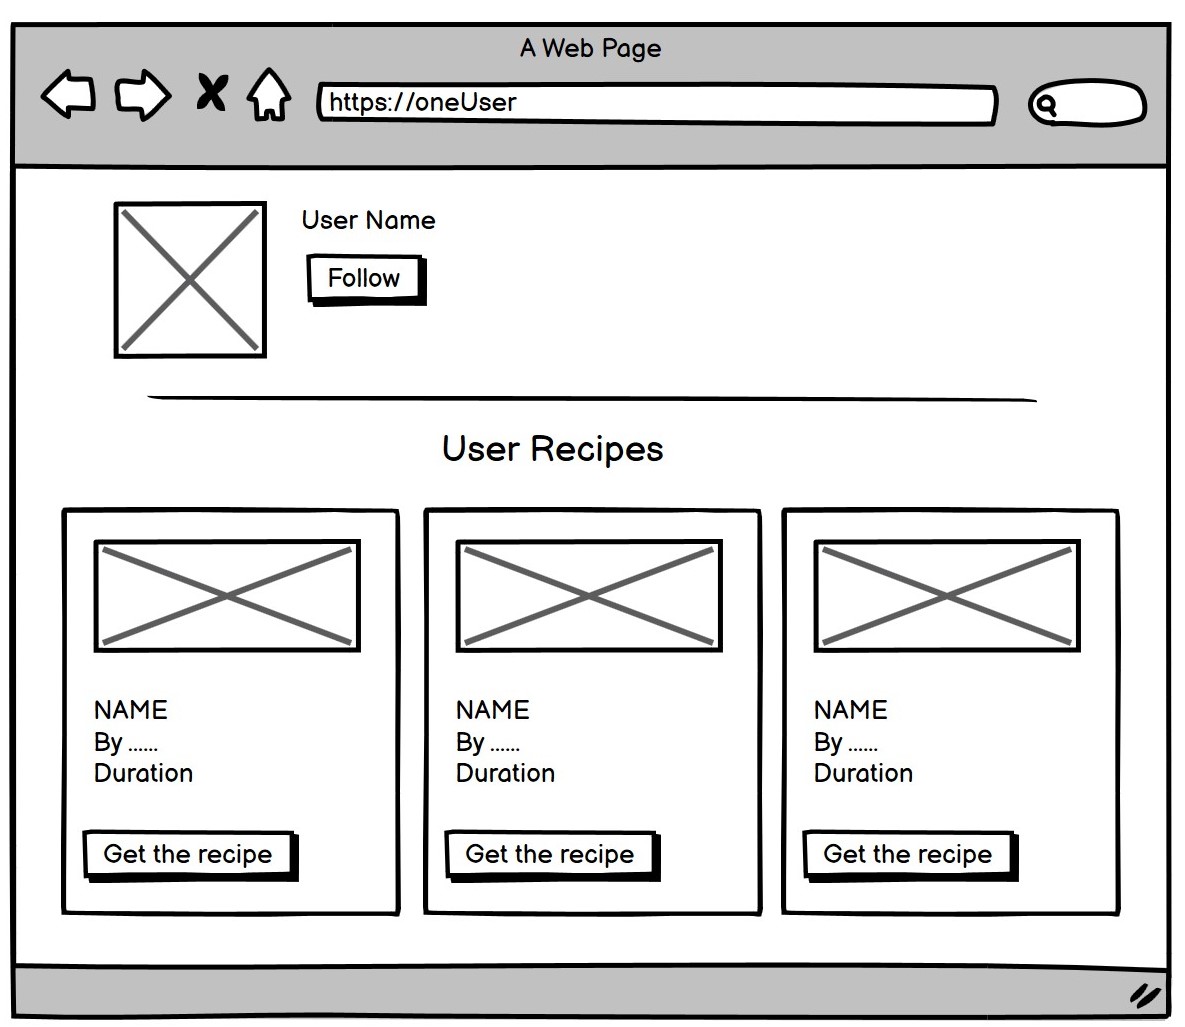 A Web Page
https://oneUser
User Name
Follow
User Recipes
NAME
By ......
Duration
Get the recipe
NAME
By ......
Duration
Get the recipe
NAME
By ......
Duration
Get the recipe